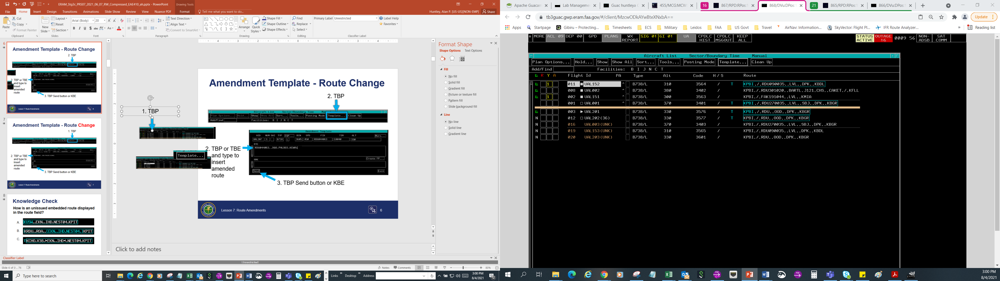 ERAM_Stg3c_PRS07_2021_06_07_RW_Compressed_EAE410_ah.pptx - PowerPoint
Drawing Tools
File Home Insert Design Transitions Animations Slide Show Review View Nuance PDF Format Tell me what you want to do... Huntley, Alan P. [US-US](NON-EMP) Share
Paste Cut Copy Format Painter
Clipboard
New Slide Layout Reset Section
Slides
Arial (Body) 20
Font
Paragraph
Text Direction
Align Text
Convert to SmartArt
Arrange Quick Styles
Shape Fill
Shape Outline
Shape Effects
Drawing
Find
Replace
Select
Editing
Primary Label Unrestricted
Label Help
Favorites
Classifier Label
6
Amendment Template - Route Change
2. TBP
2. TBP or TBE
and type to
insert
amended
route
3. TBP Send button or KBE
Lesson 7: Route Amendments 6
7
Amendment Template - Route Change
1. TBP
2. TBP or TBE
and type to
insert
amended
route
3. TBP Send button or KBE
Lesson 7: Route Amendments 7
8
Knowledge Check
How is an unissued embedded route displayed
in the route field?
A. KUSW..EKN..IHD.NEST04.KPIT
B. KRDU..ROA..[EKN..IHD.NEST04.]KPIT
C. TKCHO.V38.➤EKN..IHD<.NEST04.KPIT
Amendment Template - Route Change
2. TBP
1. TBP
Aircraft List Sector/Boundary Time
Plan Options... Hold... Show Show All Sort... Tools... Posting Mode Template... Clean Up
Add/Find Facilities: B I J N C T
Template...
Amendment Template
AID NUM SAI TYP EQP... BCN SPD FIX TIM ALT More...
UAL207 1 B738 L 3605 450 RDU044063 E0040 330
RTE
RDU044063..DQO.PHLBO3.KEWR
Create FP...
RMK
Send Exit
2. TBP or TBE
and type to
insert
amended
route
3. TBP Send button or KBE
Lesson 7: Route Amendments 6
Click to add notes
Format Shape
Shape Options Text Options
Fill
No fill
Solid fill
Gradient fill
Picture or texture fill
Pattern fill
Slide background fill
Line
No line
Solid line
Gradient line
Classifier Label
Unrestricted
Slide 6 of 0 .. 76 Notes Comments 80%
Type here to search Links Desktop Address 3:00 PM
8/4/2021
Apache Guacam Lab Manageme Guac huntleya 455/MCG:MCW 16 867/RPD:RPos: 868/DVu:DPos: 21 865/RPD:RPos: 866/DVu:DPos:
tb3guac.gwp.eram.faa.gov/#/client/MzcwODkAYwBteXNxbA== Update
Apps Startpage Gibiru – Protecting... Timesheets ECS Military Leidos FAA US Govt Travel AirNav: Information... SkyVector: Flight Pl... IFR Route Analyzer... » Reading list
MORE ACL 09 DEP 00 GPD PLANS WX REPORT SIG 01 GI 01 UA CPDLC HIST CPDLC MSGOUT KEEP ALL STATUS ACTIVE OUTAGE 16 0009 56 NON-ADSB SAT COMM
Aircraft List Sector/Boundary Time Manual
Plan Options... Hold... Show Show All Sort... Tools... Posting Mode Template... Clean Up
Add/Find Facilities: B I J N C T
R Y A Flight Id PA Type Alt Code H / S Route
1 011 UAL152 ^ B738/L 310 3564 / T KPBI./.RDU090035..LVL..DPK..KBDL
008 UAL002 ^ B738/L 380 3402 / KPBI./.RDU301020..BARTL.J121.CHS..CAKET./.KFLL
1 002 UAL151 ^ B738/L 300 3563 / KPBI./.FAK191044..LVL..KMIA
001 UAL001 ^ B738/L 370 3401 / T KPBI./.RDU270035..LVL..SBJ..DPK..KBGR
003 UAL201 B738/L 330 3576 / T KPBI./.RDU..OOD..DPK..KBGR
N 012 UAL202(36) B738/L 330 3577 / T KPBI./.RDU..OOD..DPK..KBGR
N 016 UAL003(UNK) B738/L 370 3403 / KPBI./.RDU270035..LVL..SBJ..DPK..KBGR
N 019 UAL153(UNK) B738/L 310 3565 / KPBI./.RDU090035..LVL..DPK..KBDL
N 020 UAL203(UNK) B738/L 330 3601 / KPBI./.RDU..OOD..DPK..KBGR
3:00 PM
8/4/2021